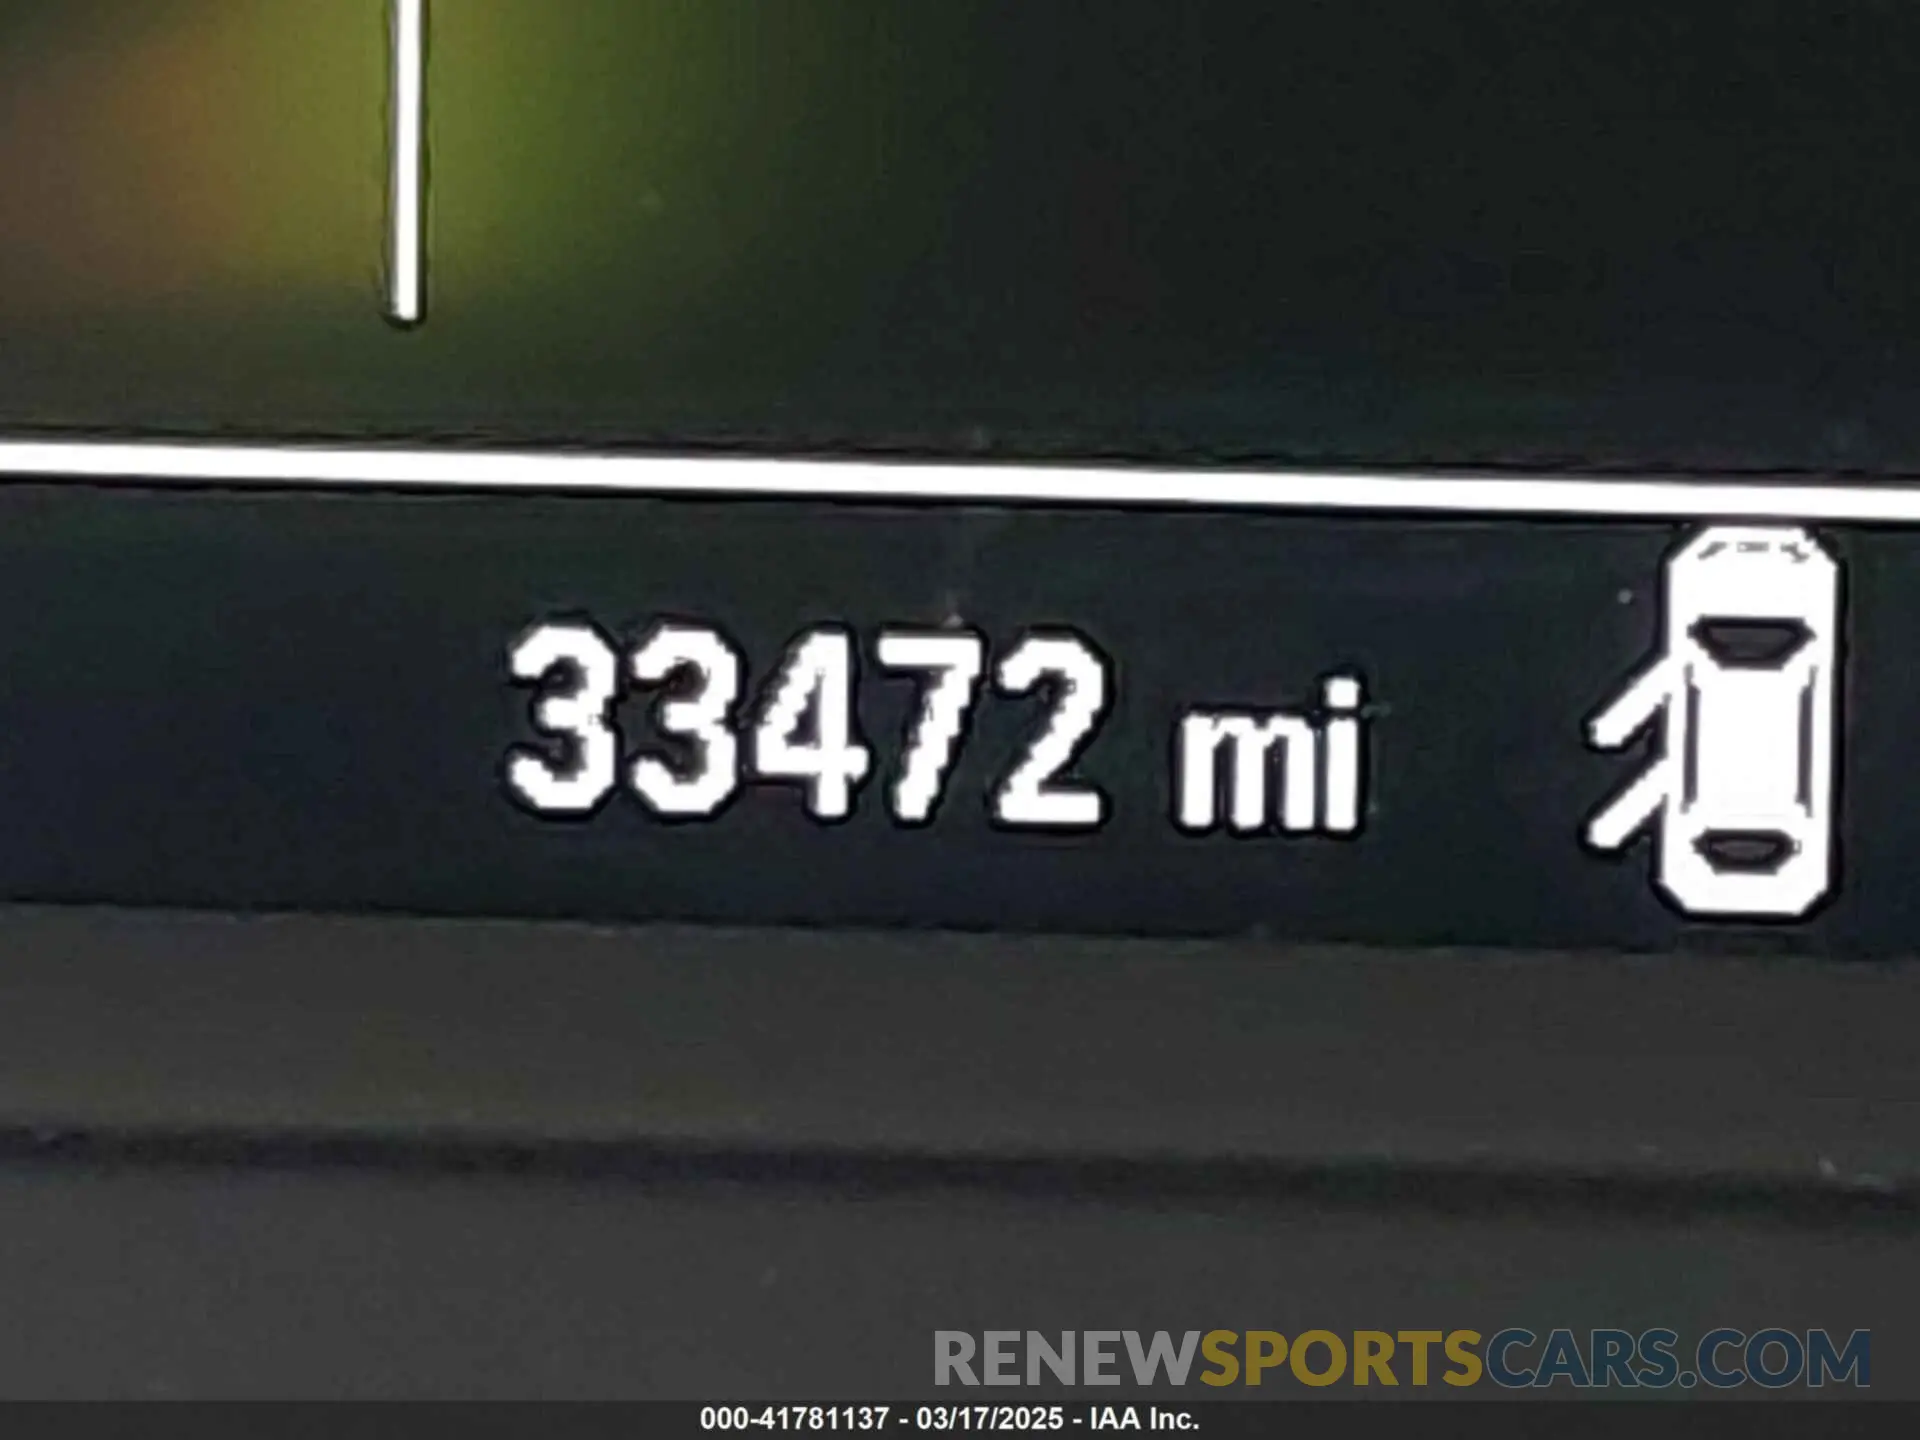 33472 mi
RENEWSPORTSCARS.COM
000-41781137 - 03/17/2025 - IAA Inc.